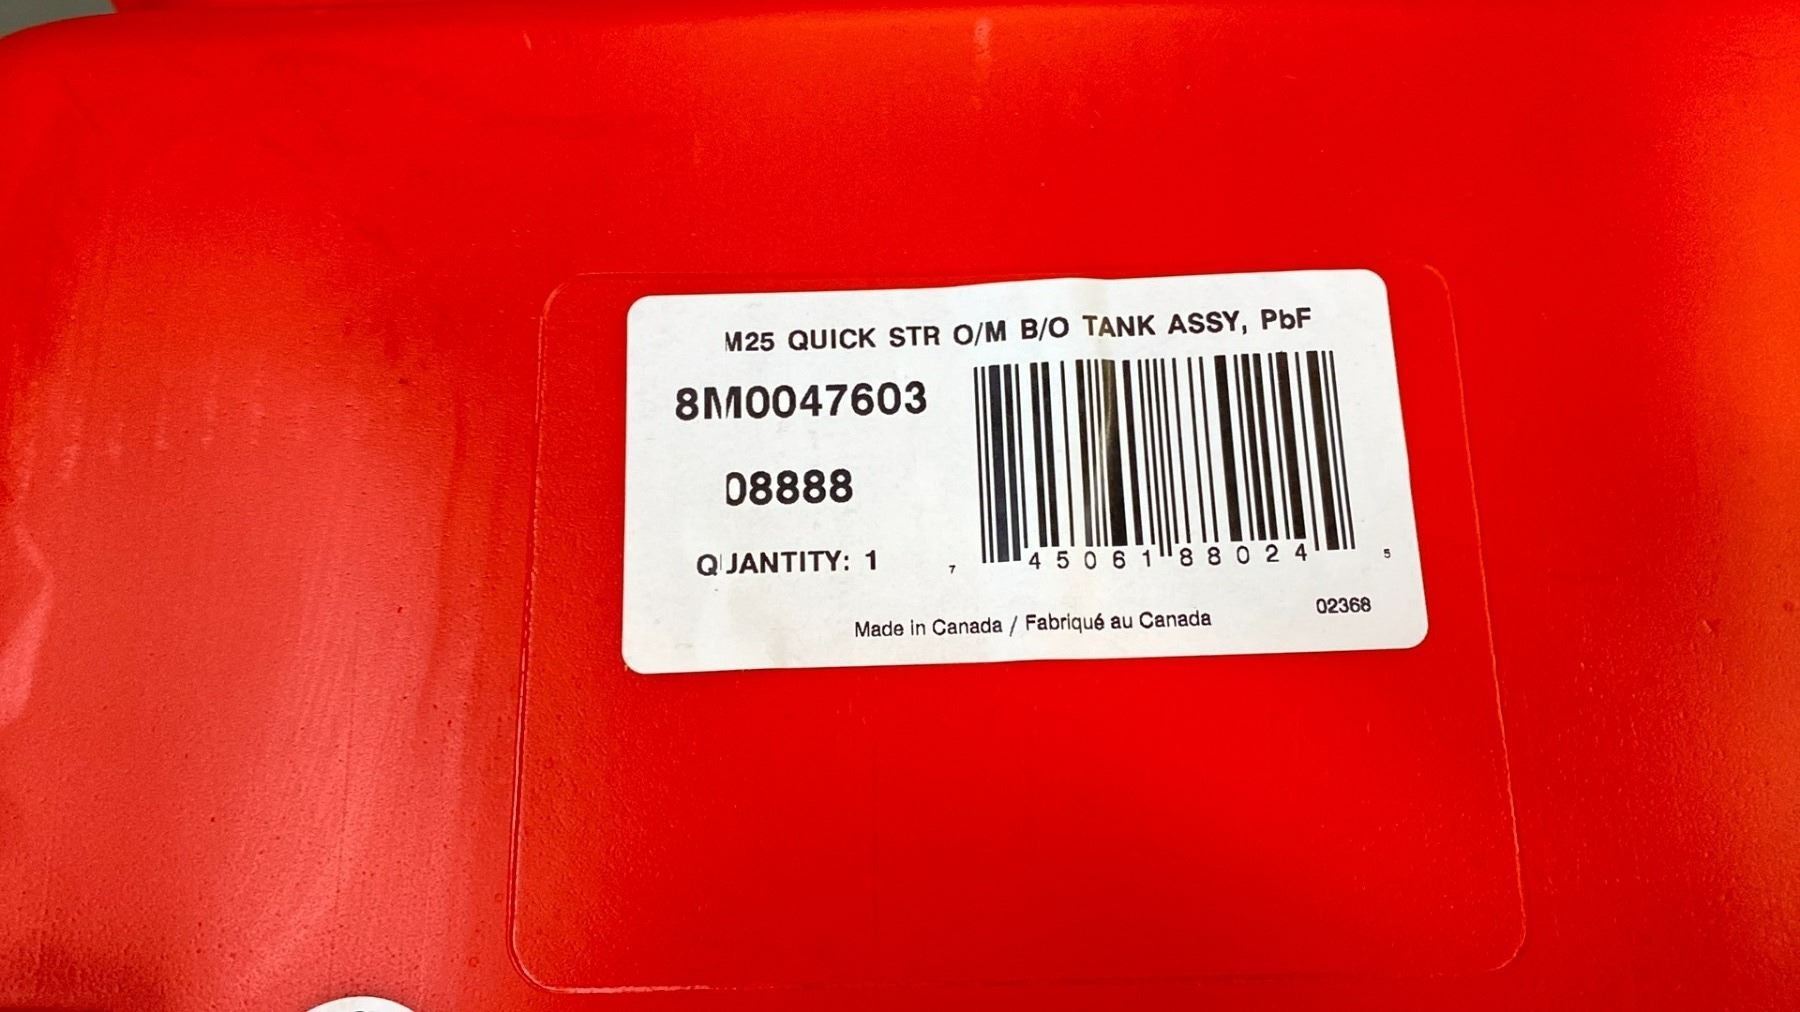 M25 QUICK STR O/M B/O TANK ASSY, PbF
8M0047603
08888
QUANTITY: 1
7 45061 88024 5
02368
Made in Canada / Fabriqué au Canada